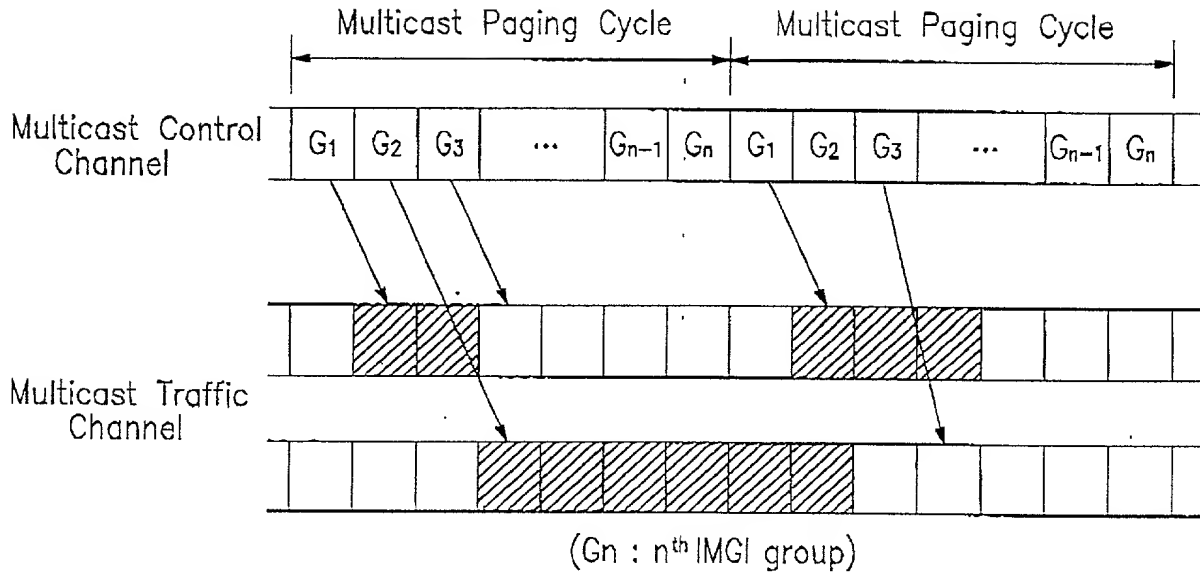 Multicast Paging Cycle Multicast Paging Cycle
Multicast Control Channel
G1 G2 G3 ... Gn-1 Gn G1 G2 G3 ... Gn-1 Gn
Multicast Traffic Channel
(Gn : nth IMGI group)